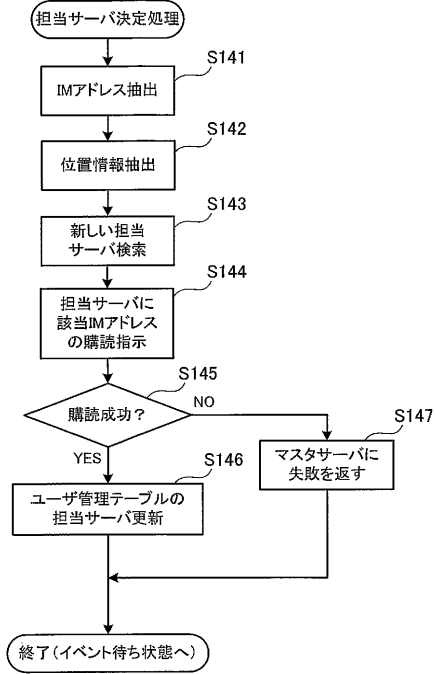 担当サーバ決定処理
S141
IMアドレス抽出
S142
位置情報抽出
S143
新しい担当
サーバ検索
S144
担当サーバに
該当IMアドレス
の購読指示
S145
購読成功？
NO
YES
S147
マスタサーバに
失敗を返す
S146
ユーザ管理テーブルの
担当サーバ更新
終了(イベント待ち状態へ)